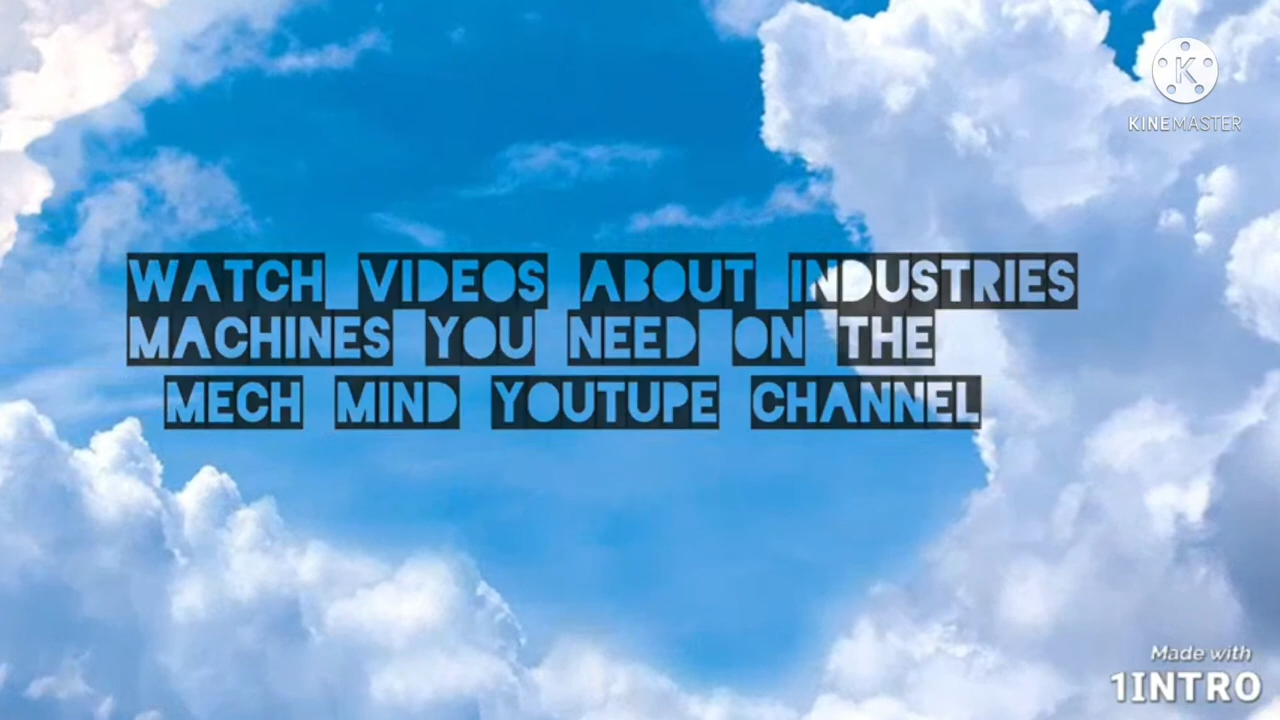 K
KINEMASTER
WATCH VIDEOS ABOUT INDUSTRIES
MACHINES YOU NEED ON THE
MECH MIND YOUTUPE CHANNEL
Made with
1INTRO